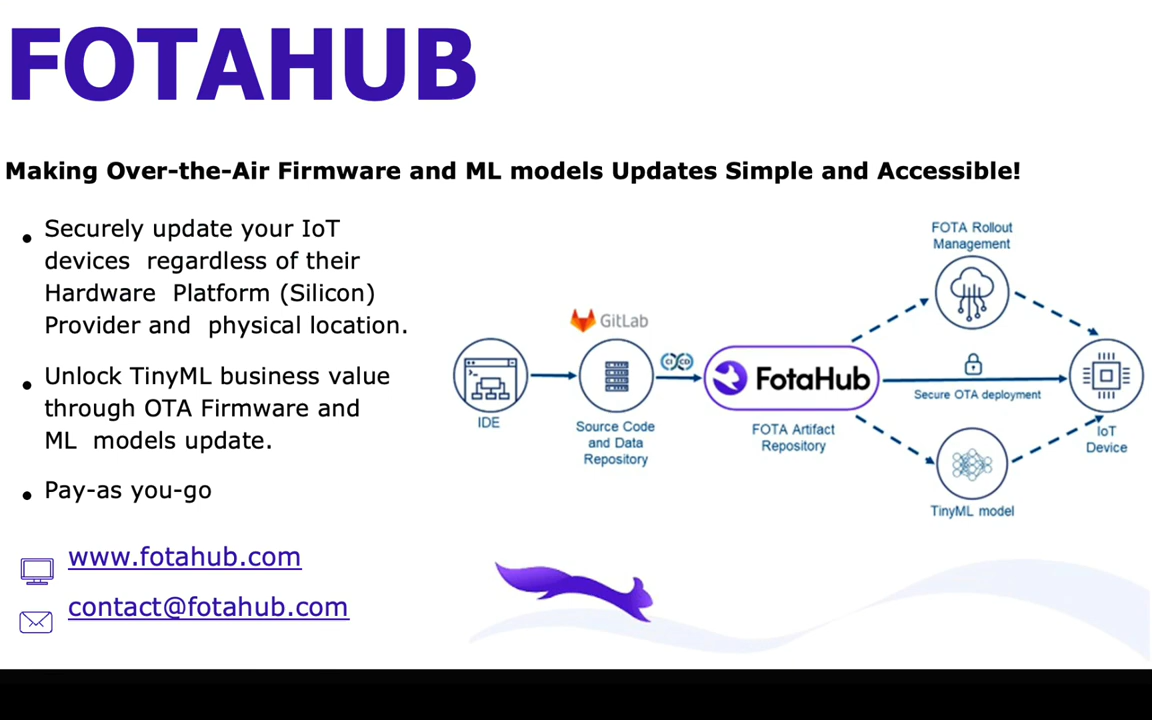 FOTAHUB
Making Over-the-Air Firmware and ML models Updates Simple and Accessible!
• Securely update your IoT
devices regardless of their
Hardware Platform (Silicon)
Provider and physical location.
• Unlock TinyML business value
through OTA Firmware and
ML models update.
• Pay-as you-go
www.fotahub.com
contact@fotahub.com
IDE
GitLab
Source Code
and Data
Repository
CI CD
FotaHub
FOTA Artifact
Repository
FOTA Rollout
Management
Secure OTA deployment
TinyML model
IoT
Device